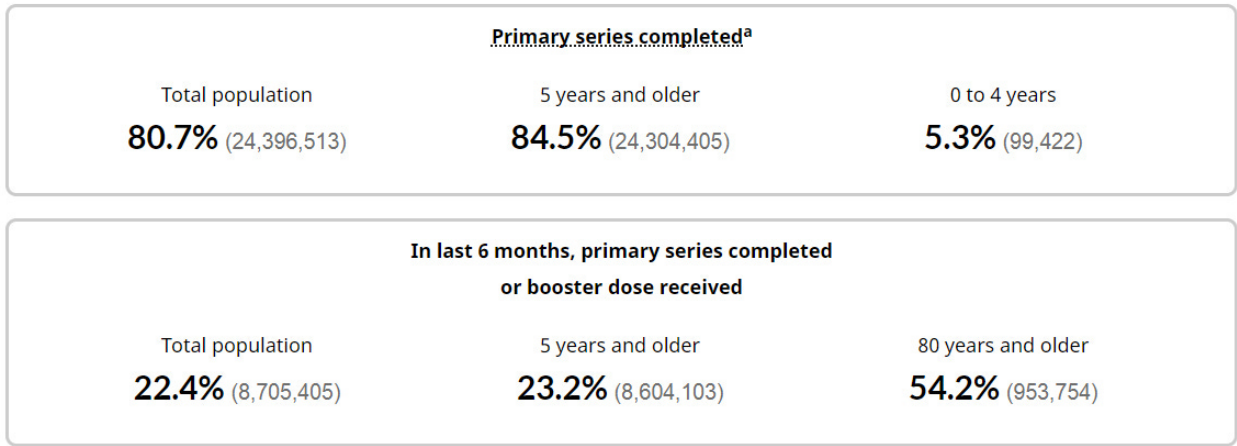 Primary series completedª
Total population
5 years and older
0 to 4 years
80.7% (24,396,513)
84.5% (24,304,405)
5.3% (99,422)
In last 6 months, primary series completed
or booster dose received
Total population
5 years and older
80 years and older
22.4% (8,705,405)
23.2% (8,604,103)
54.2% (953,754)